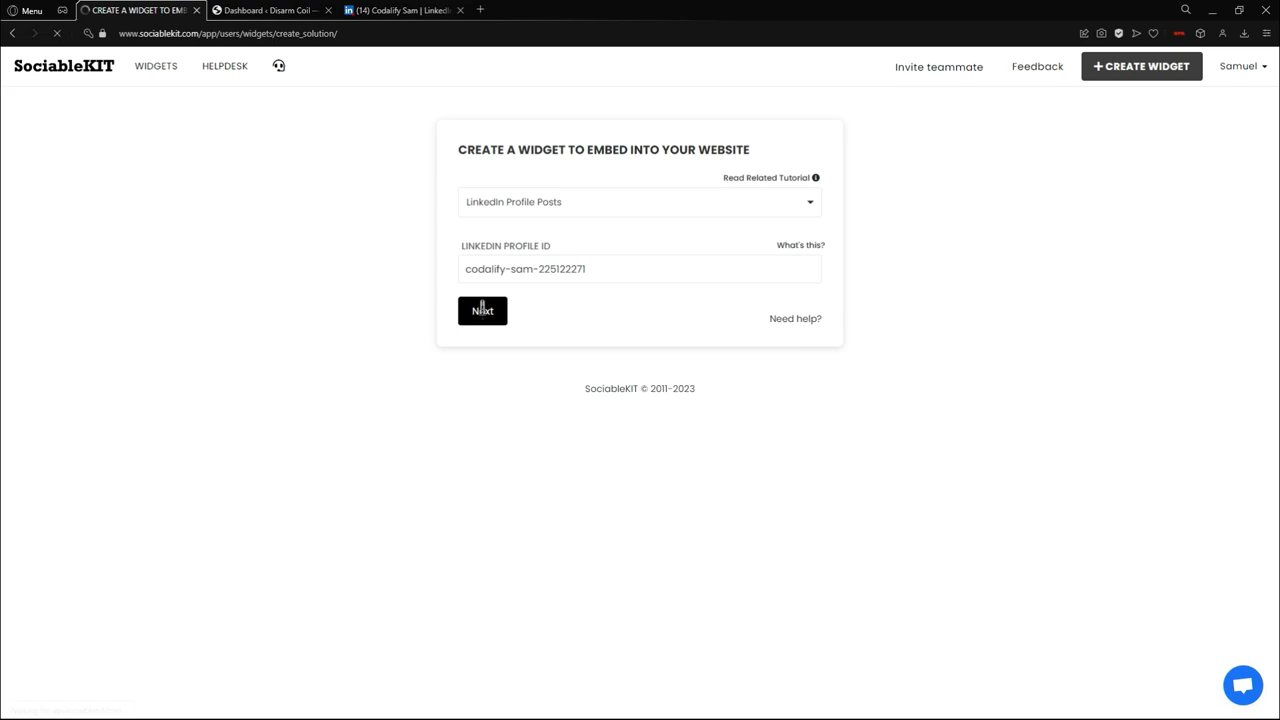 Menu
CREATE A WIDGET TO EMB
Dashboard ‹ Disarm Coil —
(14) Codalify Sam | LinkedI
www.sociablekit.com/app/users/widgets/create_solution/
SociableKIT
WIDGETS
HELPDESK
Invite teammate
Feedback
+ CREATE WIDGET
Samuel
CREATE A WIDGET TO EMBED INTO YOUR WEBSITE
Read Related Tutorial
LinkedIn Profile Posts
LINKEDIN PROFILE ID
What's this?
codalify-sam-225122271
Next
Need help?
SociableKIT © 2011-2023